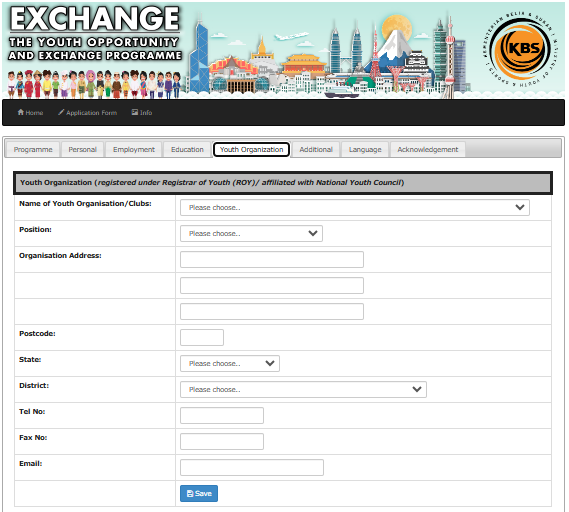 EXCHANGE
THE YOUTH OPPORTUNITY
AND EXCHANGE PROGRAMME
KEMENTERIAN BELIA & SUKAN
MINISTRY OF YOUTH & SPORTS
KBS
Home Application Form Info
Programme Personal Employment Education Youth Organization Additional Language Acknowledgement
Youth Organization (registered under Registrar of Youth (ROY)/ affiliated with National Youth Council)
Name of Youth Organisation/Clubs: Please choose..
Position: Please choose..
Organisation Address:
Postcode:
State: Please choose..
District: Please choose..
Tel No:
Fax No:
Email:
Save